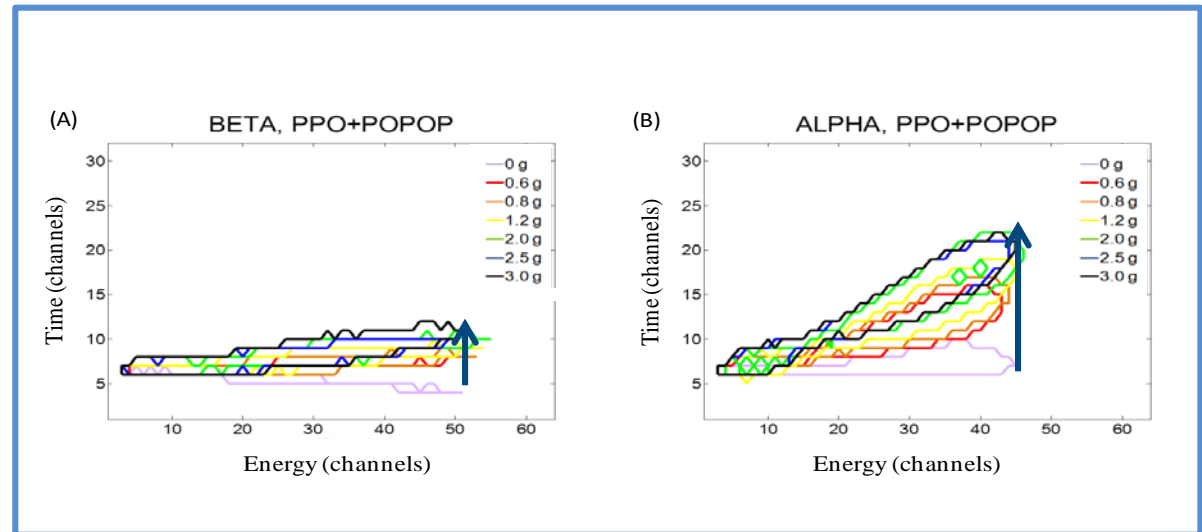 (A)
BETA, PPO+POPOP
30
25
20
15
10
5
10 20 30 40 50 60
Time (channels)
Energy (channels)
0 g
0.6 g
0.8 g
1.2 g
2.0 g
2.5 g
3.0 g
(B)
ALPHA, PPO+POPOP
30
25
20
15
10
5
10 20 30 40 50 60
Time (channels)
Energy (channels)
0 g
0.6 g
0.8 g
1.2 g
2.0 g
2.5 g
3.0 g